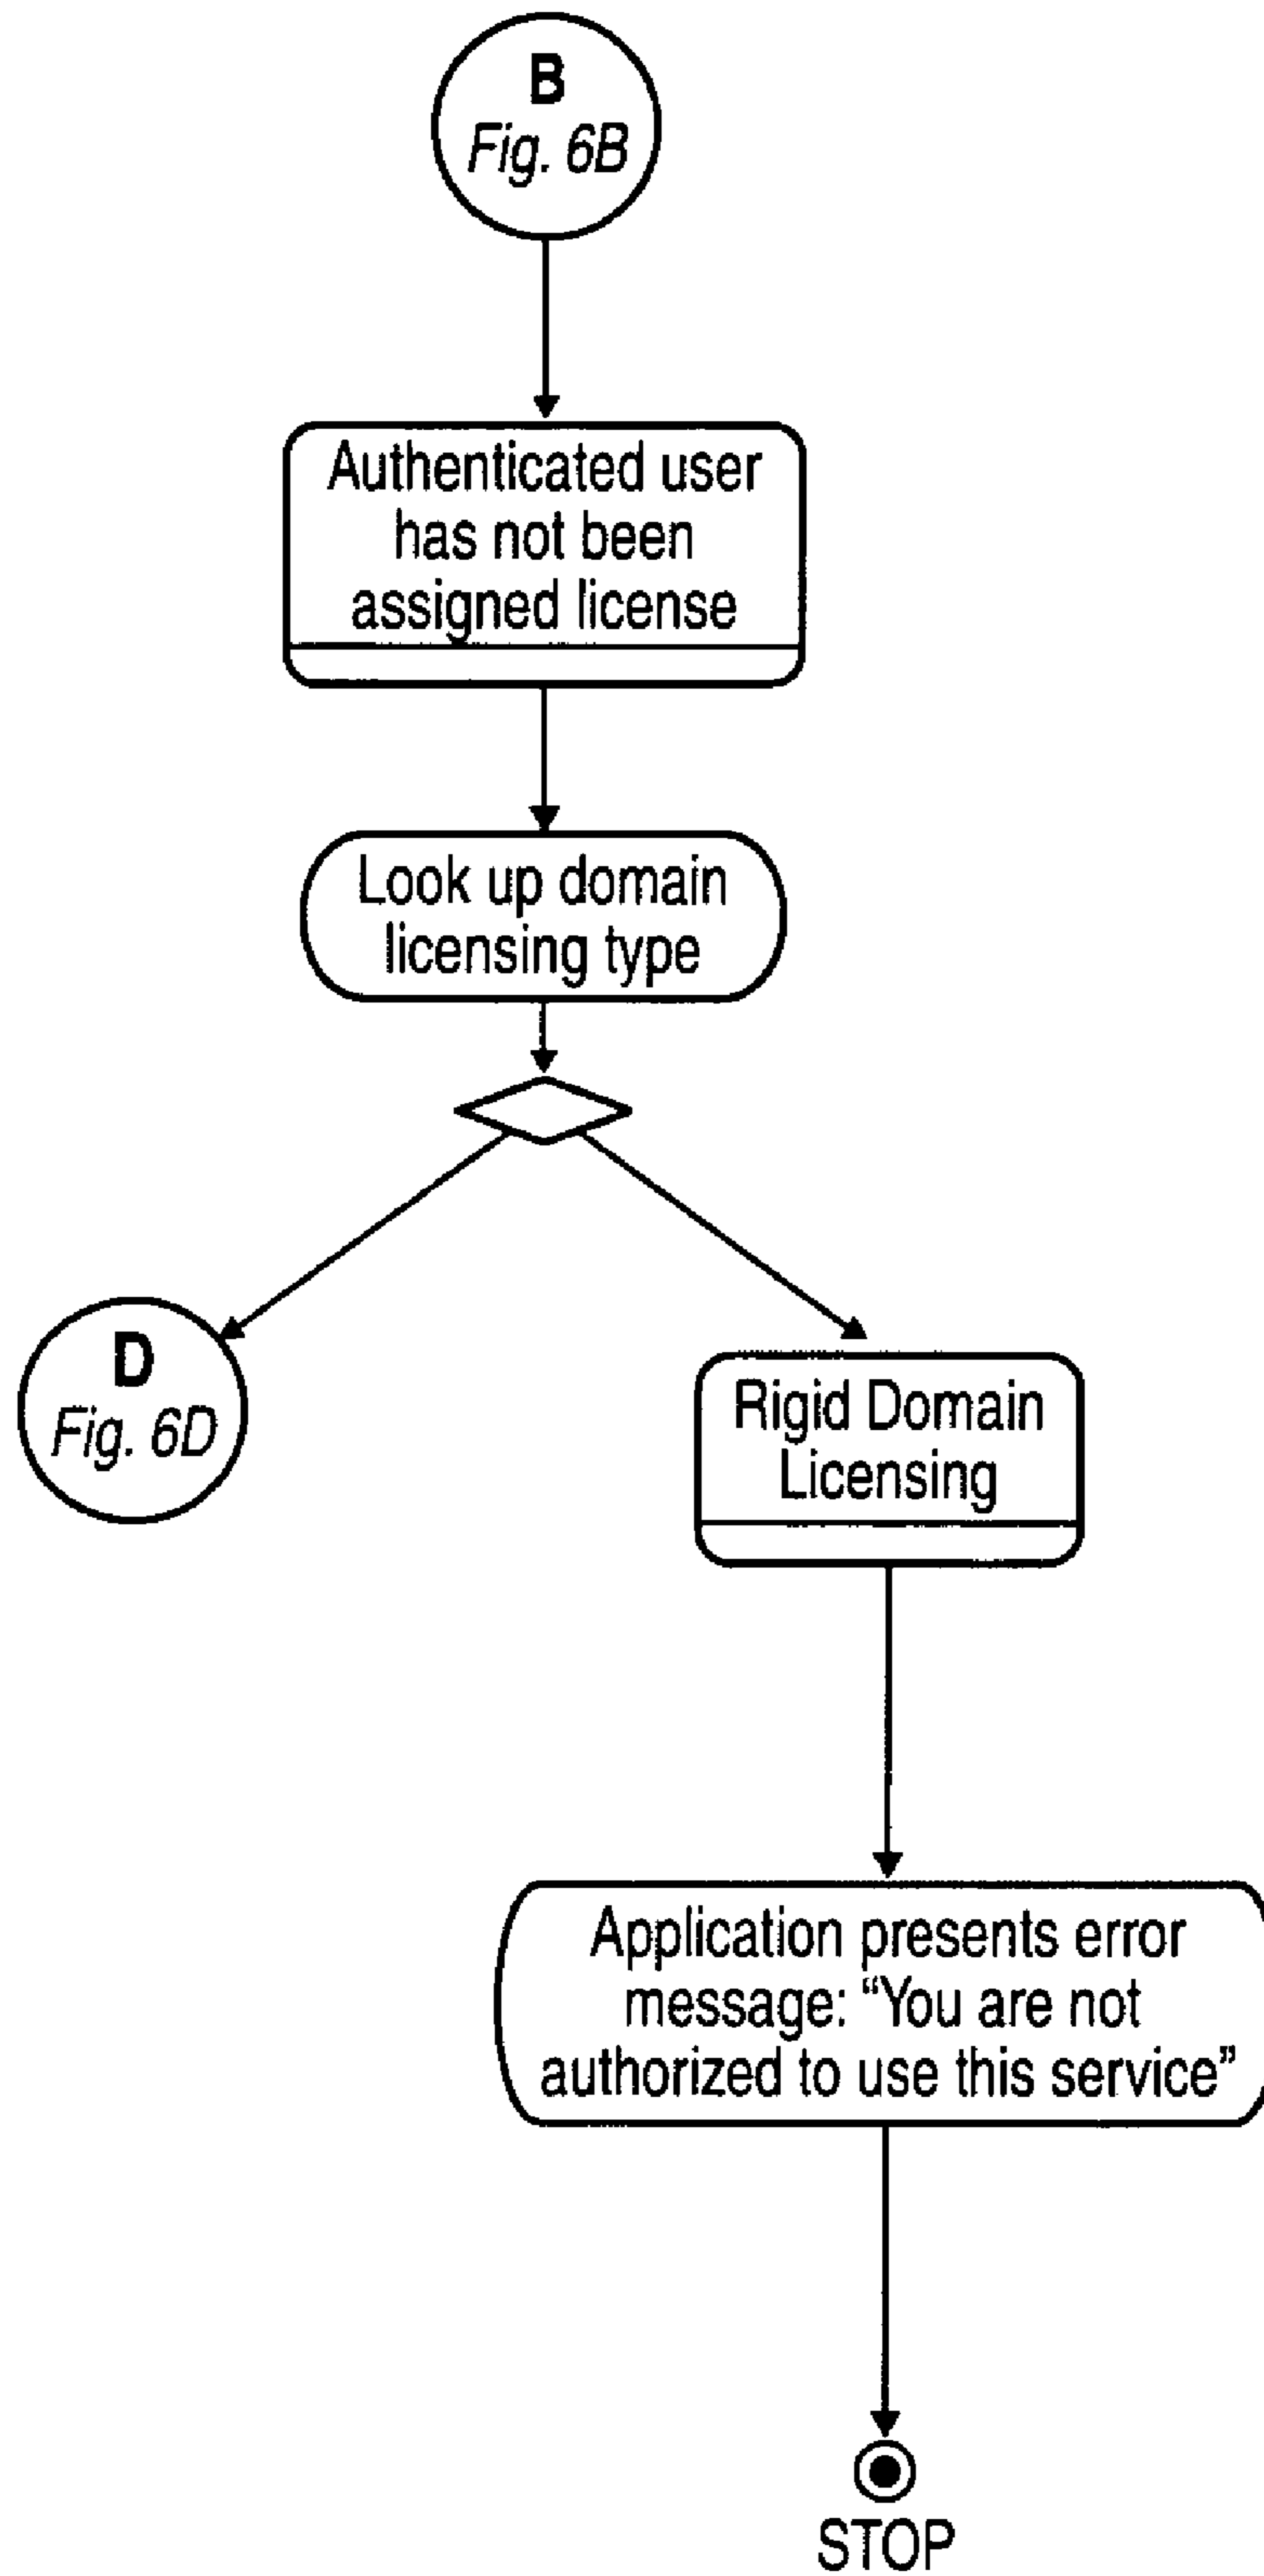 B
Fig. 6B
Authenticated user
has not been
assigned license
Look up domain
licensing type
D
Fig. 6D
Rigid Domain
Licensing
Application presents error
message: “You are not
authorized to use this service”
STOP